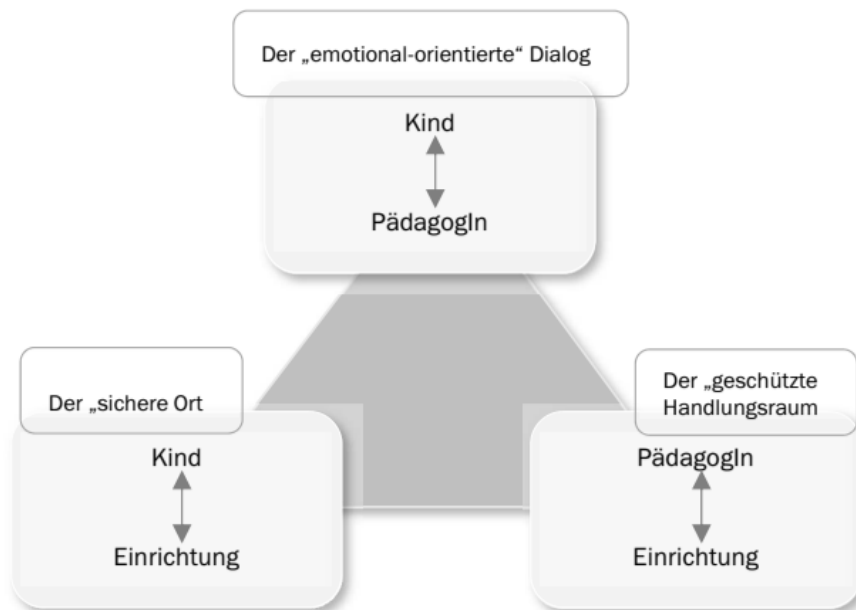 Der „emotional-orientierte“ Dialog
Kind
PädagogIn
Der „sichere Ort
Kind
Einrichtung
Der „geschützte
Handlungsraum
PädagogIn
Einrichtung